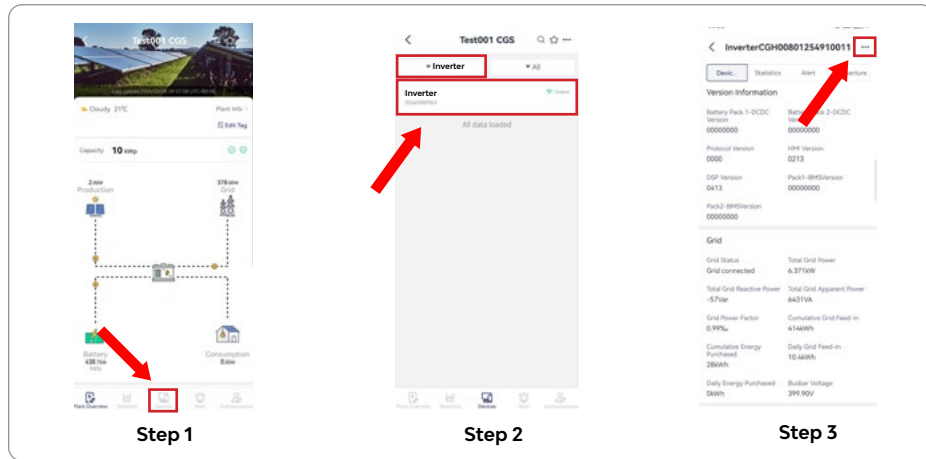 Test001 CGS
Cloudy 21℃
Plant Info
Edit Tag
Capacity 10 kWp
Production
Grid
Battery
Consumption
Plant Overview
Step 1
Test001 CGS
Inverter
All
Inverter
Online
All data loaded
Devices
Step 2
InverterCGH00801254910011
Devic...
Statistics
Alert
Version Information
Battery Pack 1-DCDC
Version
00000000
00000000
Protocol Version
0000
HMI Version
0213
DSP Version
0413
Pack1-BMSVersion
00000000
Pack2-BMSVersion
00000000
Grid
Grid Status
Grid connected
Total Grid Power
6.371kW
Total Grid Reactive Power
-57Var
Total Grid Apparent Power
6431VA
Grid Power Factor
Cumulative Grid Feed-in
414kWh
Cumulative Energy
Purchased
28kWh
Daily Grid Feed-in
10.4kWh
Daily Energy Purchased
0kWh
Busbar Voltage
399.90V
Step 3